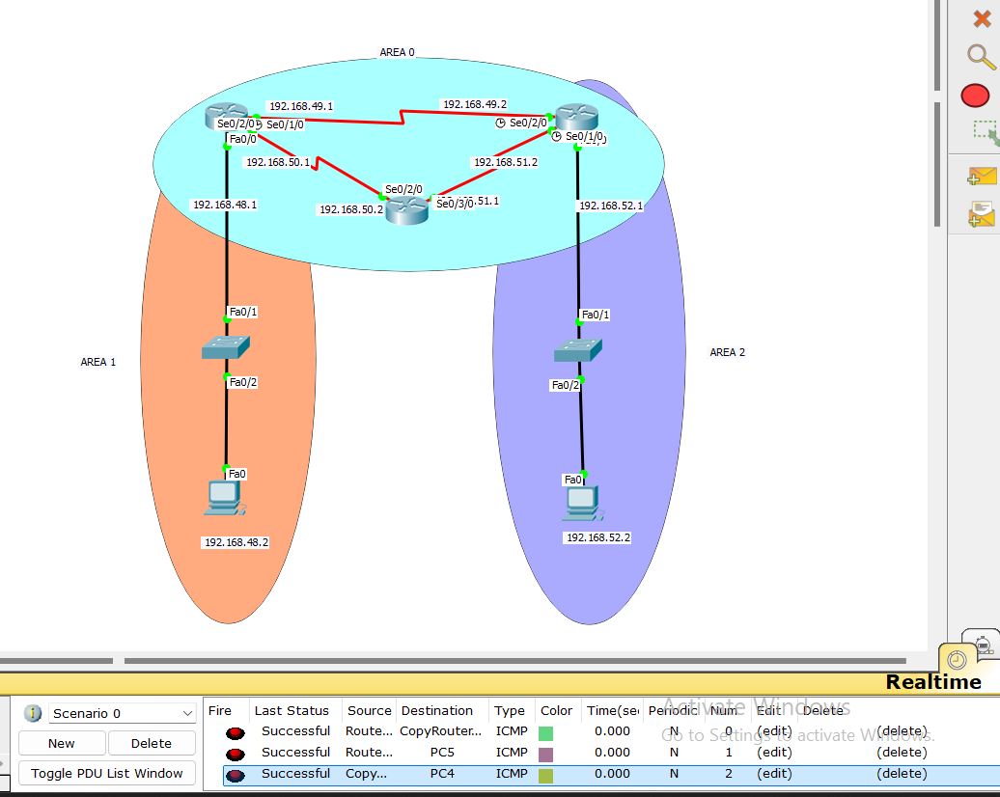 AREA 0
192.168.49.1
192.168.49.2
Se0/2/0
Se0/1/0
Se0/2/0
Fa0/0
Se0/1/0
192.168.50.1
192.168.51.2
Se0/2/0
192.168.48.1
192.168.50.2
Se0/3/0
51.1
192.168.52.1
Fa0/1
Fa0/1
AREA 1
AREA 2
Fa0/2
Fa0/2
Fa0
Fa0
192.168.48.2
192.168.52.2
Realtime
Scenario 0
New
Delete
Toggle PDU List Window
Fire Last Status Source Destination Type Color Time(sec Periodic Num Edit Delete
Successful Route... CopyRouter... ICMP 0.000 N 0 (edit) (delete)
Successful Route... PC5 ICMP 0.000 N 1 (edit) (delete)
Successful Copy... PC4 ICMP 0.000 N 2 (edit) (delete)
Activate Windows
Go to Settings to activate Windows.